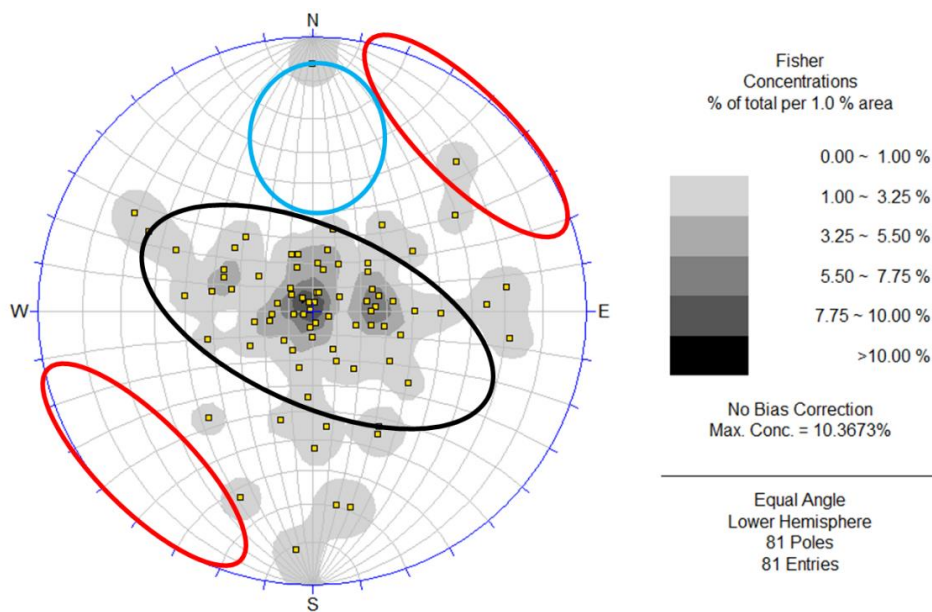 N
W
E
S
Fisher
Concentrations
% of total per 1.0 % area
0.00 ~ 1.00 %
1.00 ~ 3.25 %
3.25 ~ 5.50 %
5.50 ~ 7.75 %
7.75 ~ 10.00 %
>10.00 %
No Bias Correction
Max. Conc. = 10.3673%
Equal Angle
Lower Hemisphere
81 Poles
81 Entries